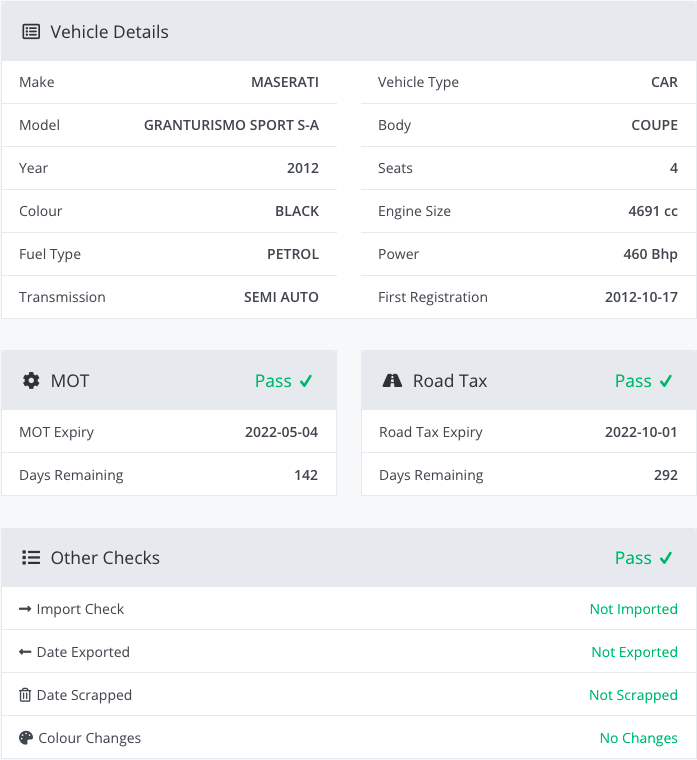 Vehicle Details
Make MASERATI
Vehicle Type CAR
Model GRANTURISMO SPORT S-A
Body COUPE
Year 2012
Seats 4
Colour BLACK
Engine Size 4691 cc
Fuel Type PETROL
Power 460 Bhp
Transmission SEMI AUTO
First Registration 2012-10-17
MOT Pass
MOT Expiry 2022-05-04
Days Remaining 142
Road Tax Pass
Road Tax Expiry 2022-10-01
Days Remaining 292
Other Checks Pass
Import Check Not Imported
Date Exported Not Exported
Date Scrapped Not Scrapped
Colour Changes No Changes